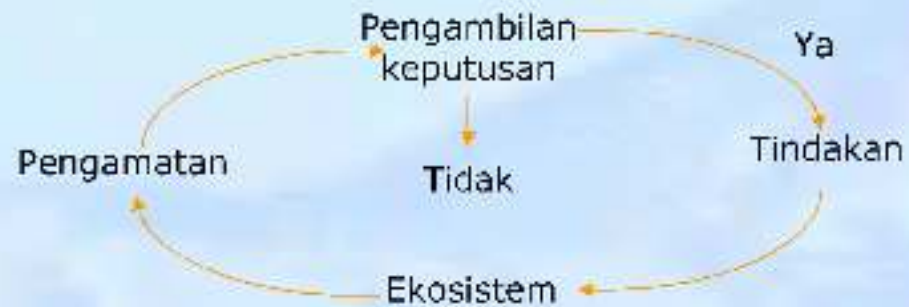 Pengambilan
keputusan
Ya
Pengamatan
Tidak
Tindakan
Ekosistem